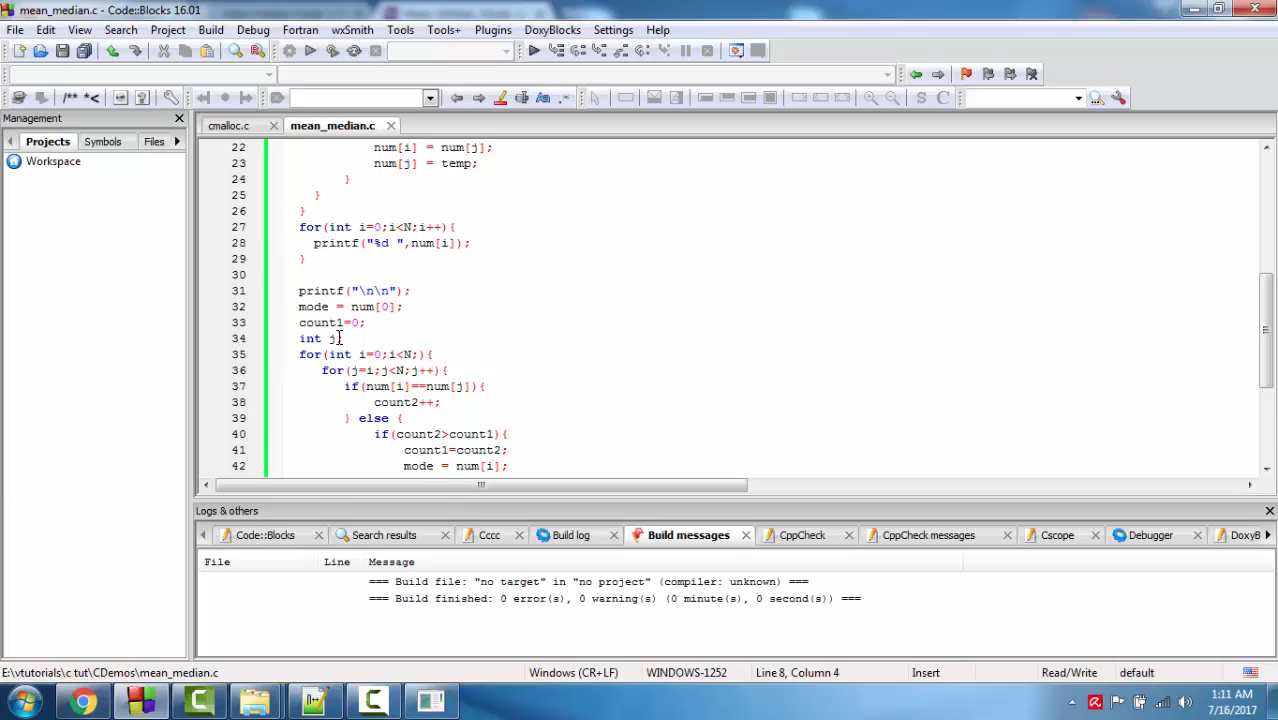 mean_median.c - Code::Blocks 16.01
File Edit View Search Project Build Debug Fortran wxSmith Tools Tools+ Plugins DoxyBlocks Settings Help
/** *<
S C
Management
cmalloc.c mean_median.c
Projects Symbols Files
Workspace
22 num[i] = num[j];
23 num[j] = temp;
24 }
25 }
26 }
27 for(int i=0;i<N;i++){
28 printf("%d ",num[i]);
29 }
30
31 printf("\n\n");
32 mode = num[0];
33 count1=0;
34 int j;
35 for(int i=0;i<N;){
36 for(j=i;j<N;j++){
37 if(num[i]==num[j]){
38 count2++;
39 } else {
40 if(count2>count1){
41 count1=count2;
42 mode = num[i];
Logs & others
Code::Blocks Search results Cccc Build log Build messages CppCheck CppCheck messages Cscope Debugger DoxyB
File Line Message
=== Build file: "no target" in "no project" (compiler: unknown) ===
=== Build finished: 0 error(s), 0 warning(s) (0 minute(s), 0 second(s)) ===
E:\vtutorials\c tut\CDemos\mean_median.c Windows (CR+LF) WINDOWS-1252 Line 8, Column 4 Insert Read/Write default
1:11 AM
7/16/2017